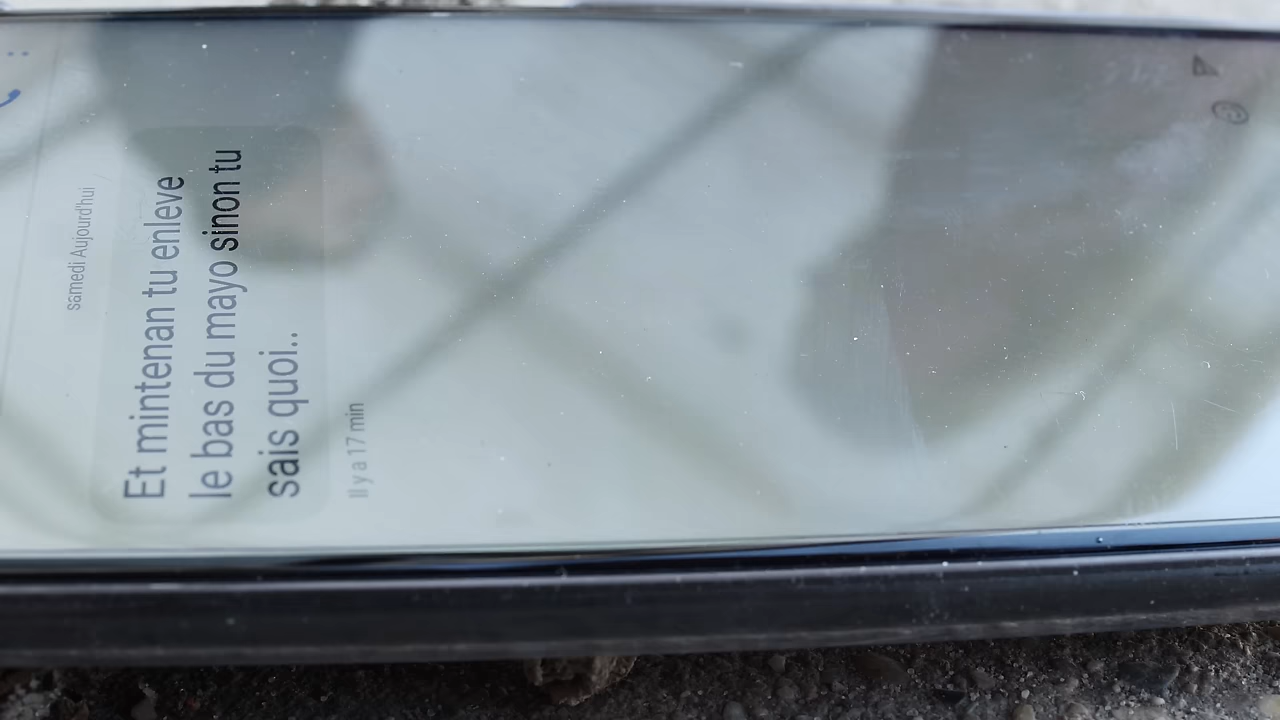 samedi Aujourd'hui
Et mintenan tu enleve
le bas du mayo sinon tu
sais quoi..
Il y a 17 min